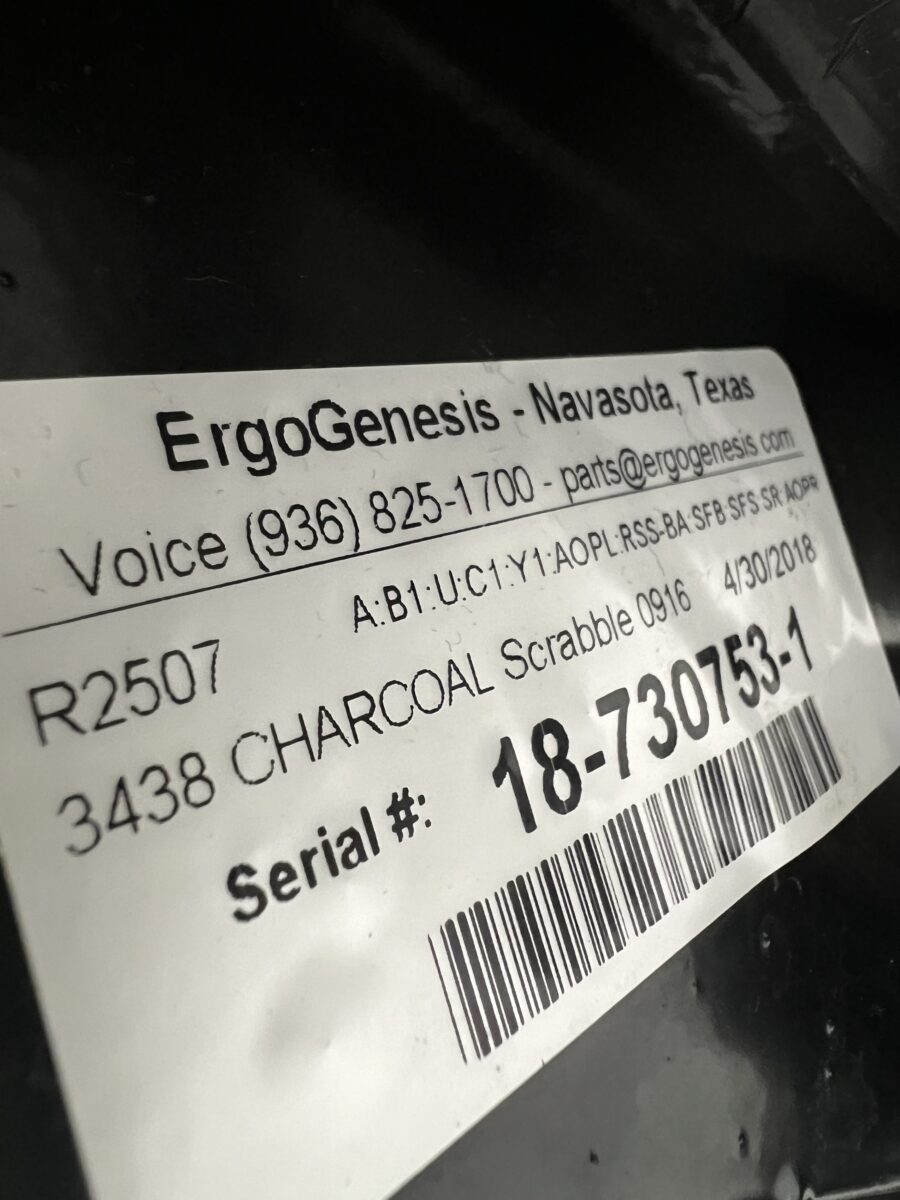 ErgoGenesis - Navasota, Texas
Voice (936) 825-1700 - parts@ergogenesis.com
R2507 A:B1:U:C1:Y1:AOPL:RSS-BA:SFB:SFS:SR:AOPR
3438 CHARCOAL Scrabble 0916 4/30/2018
Serial #: 18-730753-1